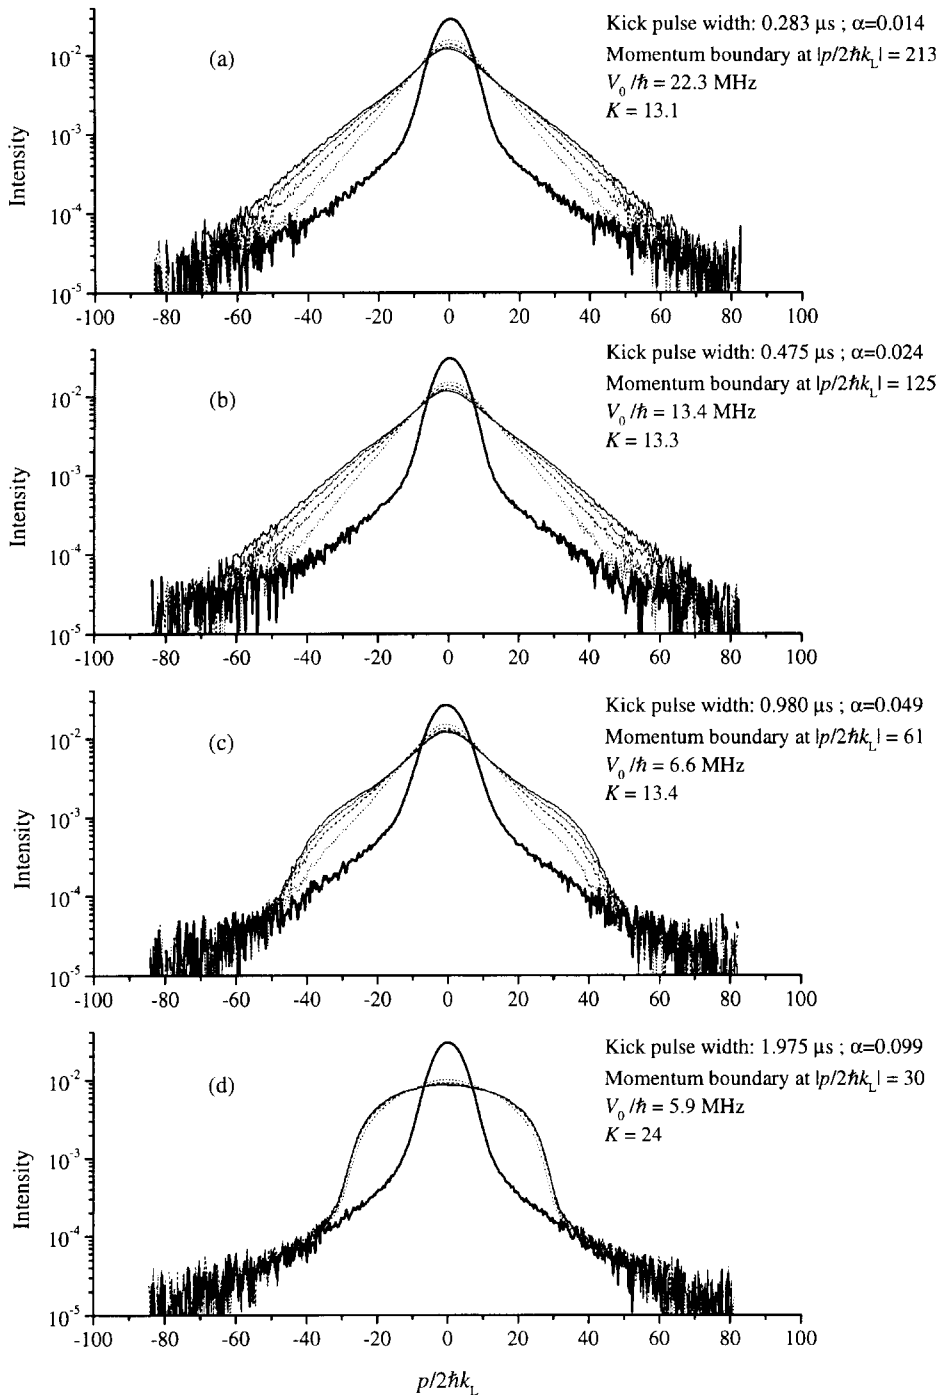 Kick pulse width: 0.283 μs ; α=0.014
Momentum boundary at |p/2ℏk_L| = 213
V_0/ℏ = 22.3 MHz
K = 13.1
(a)
Intensity
10^-2
10^-3
10^-4
10^-5
-100 -80 -60 -40 -20 0 20 40 60 80 100
Kick pulse width: 0.475 μs ; α=0.024
Momentum boundary at |p/2ℏk_L| = 125
V_0/ℏ = 13.4 MHz
K = 13.3
(b)
Intensity
10^-2
10^-3
10^-4
10^-5
-100 -80 -60 -40 -20 0 20 40 60 80 100
Kick pulse width: 0.980 μs ; α=0.049
Momentum boundary at |p/2ℏk_L| = 61
V_0/ℏ = 6.6 MHz
K = 13.4
(c)
Intensity
10^-2
10^-3
10^-4
10^-5
-100 -80 -60 -40 -20 0 20 40 60 80 100
Kick pulse width: 1.975 μs ; α=0.099
Momentum boundary at |p/2ℏk_L| = 30
V_0/ℏ = 5.9 MHz
K = 24
(d)
Intensity
10^-2
10^-3
10^-4
10^-5
-100 -80 -60 -40 -20 0 20 40 60 80 100
p/2ℏk_L